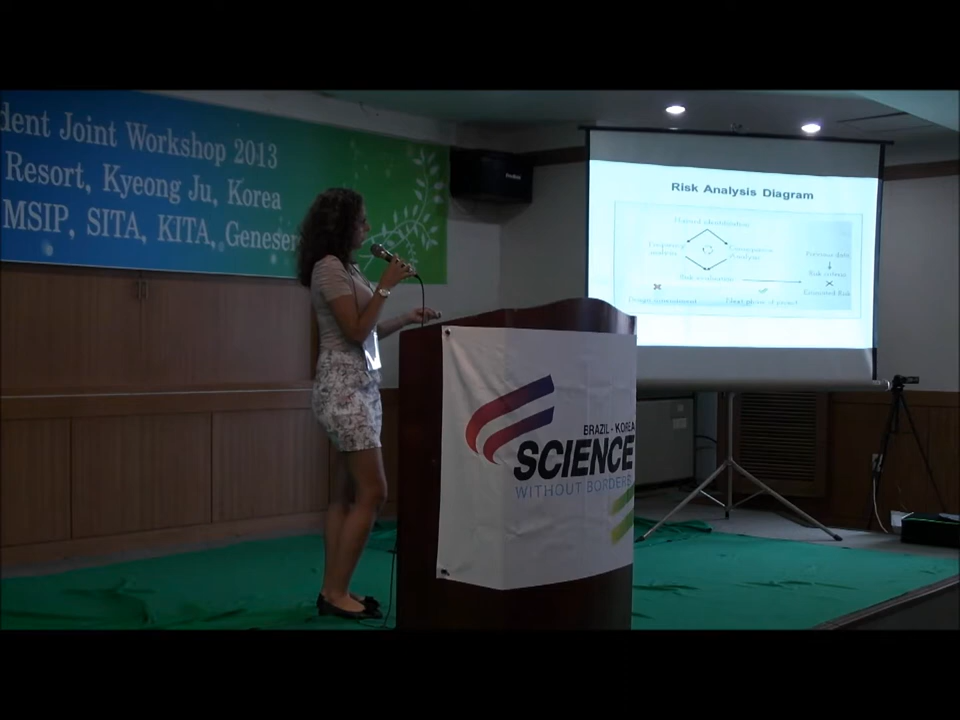 dent Joint Workshop 2013
Resort, Kyeong Ju, Korea
MSIP, SITA, KITA, Genese
Risk Analysis Diagram
Hazard identification
Frequency
analysis
Consequence
Analysis
Risk evaluation
Previous data
Risk criteria
Estimated Risk
Design assessment
Next phase of project
BRAZIL - KOREA
SCIENCE
WITHOUT BORDERS